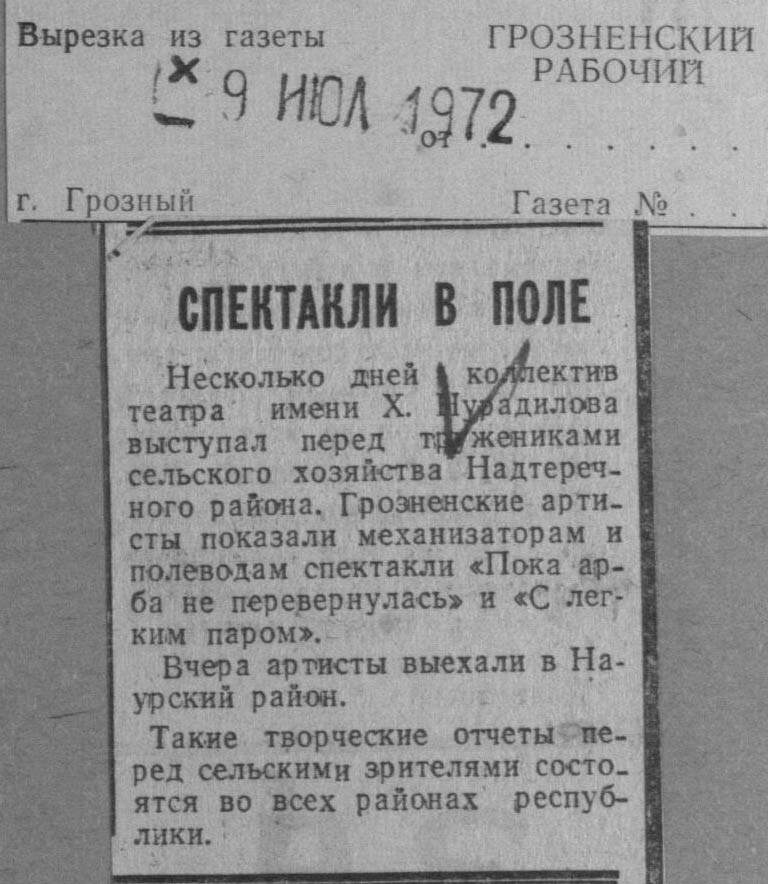 Вырезка из газеты
ГРОЗНЕНСКИЙ
РАБОЧИЙ
9 ИЮЛ 1972
от . . . . . . .
г. Грозный
Газета № . .
СПЕКТАКЛИ В ПОЛЕ
Несколько дней коллектив
театра имени Х. Нурадилова
выступал перед тружениками
сельского хозяйства Надтереч-
ного района. Грозненские арти-
сты показали механизаторам и
полеводам спектакли «Пока ар-
ба не перевернулась» и «С лег-
ким паром».
Вчера артисты выехали в На-
урский район.
Такие творческие отчеты пе-
ред сельскими зрителями состо-
ятся во всех районах респуб-
лики.